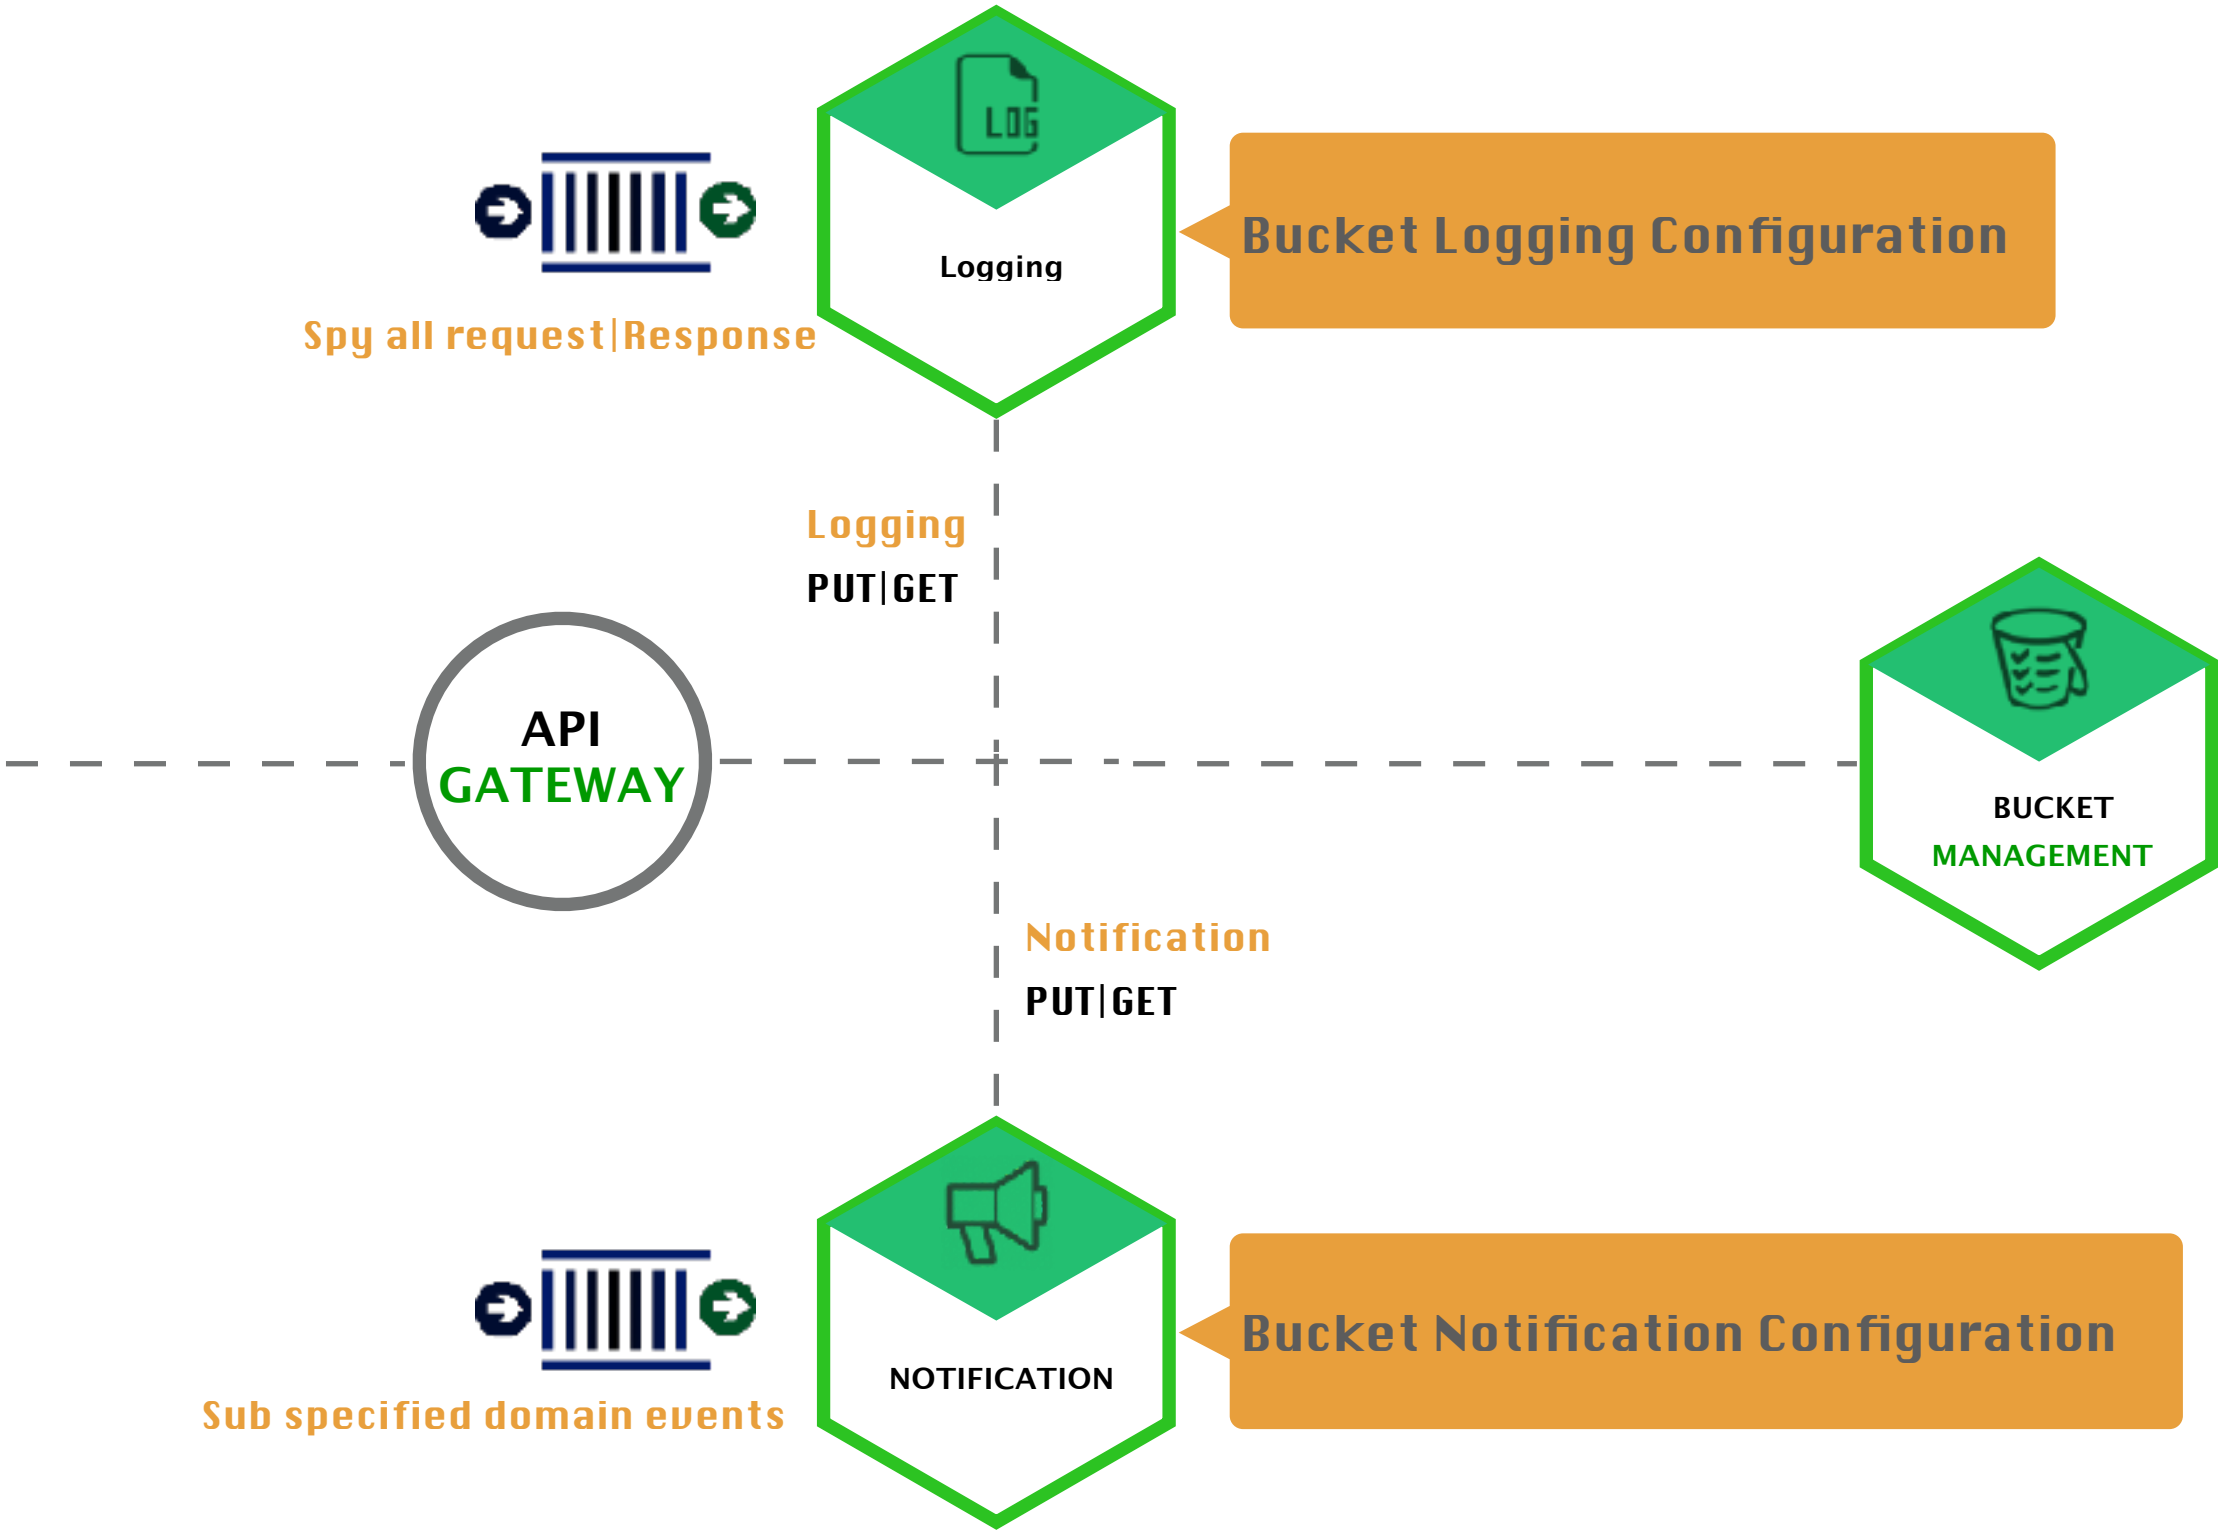 LOG
Logging
Bucket Logging Configuration
Spy all request|Response
Logging
PUT|GET
API
GATEWAY
BUCKET
MANAGEMENT
Notification
PUT|GET
NOTIFICATION
Bucket Notification Configuration
Sub specified domain events